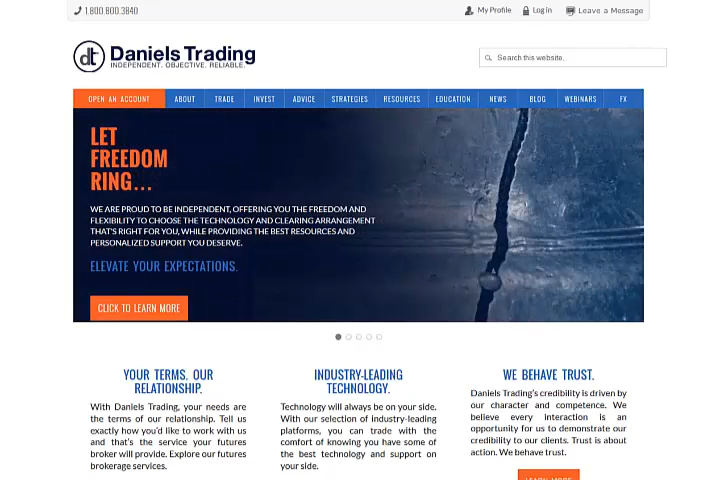 1.800.800.3840
My Profile
Log in
Leave a Message
dt Daniels Trading
INDEPENDENT. OBJECTIVE. RELIABLE.
Search this website.
OPEN AN ACCOUNT ABOUT TRADE INVEST ADVICE STRATEGIES RESOURCES EDUCATION NEWS BLOG WEBINARS FX
LET
FREEDOM
RING...
WE ARE PROUD TO BE INDEPENDENT, OFFERING YOU THE FREEDOM AND
FLEXIBILITY TO CHOOSE THE TECHNOLOGY AND CLEARING ARRANGEMENT
THAT'S RIGHT FOR YOU, WHILE PROVIDING THE BEST RESOURCES AND
PERSONALIZED SUPPORT YOU DESERVE.
ELEVATE YOUR EXPECTATIONS.
CLICK TO LEARN MORE
YOUR TERMS. OUR
RELATIONSHIP.
With Daniels Trading, your needs are
the terms of our relationship. Tell us
exactly how you'd like to work with us
and that's the service your futures
broker will provide. Explore our futures
brokerage services.
INDUSTRY-LEADING
TECHNOLOGY.
Technology will always be on your side.
With our selection of industry-leading
platforms, you can trade with the
comfort of knowing you have some of
the best technology and support on
your side.
WE BEHAVE TRUST.
Daniels Trading's credibility is driven by
our character and competence. We
believe every interaction is an
opportunity for us to demonstrate our
credibility to our clients. Trust is about
action. We behave trust.
LEARN MORE